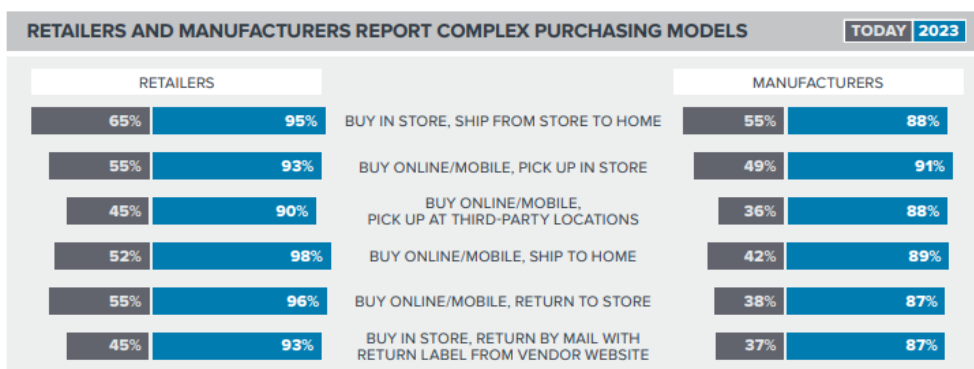 RETAILERS AND MANUFACTURERS REPORT COMPLEX PURCHASING MODELS TODAY 2023
RETAILERS MANUFACTURERS
65% 95% BUY IN STORE, SHIP FROM STORE TO HOME 55% 88%
55% 93% BUY ONLINE/MOBILE, PICK UP IN STORE 49% 91%
45% 90% BUY ONLINE/MOBILE,
PICK UP AT THIRD-PARTY LOCATIONS 36% 88%
52% 98% BUY ONLINE/MOBILE, SHIP TO HOME 42% 89%
55% 96% BUY ONLINE/MOBILE, RETURN TO STORE 38% 87%
45% 93% BUY IN STORE, RETURN BY MAIL WITH
RETURN LABEL FROM VENDOR WEBSITE 37% 87%